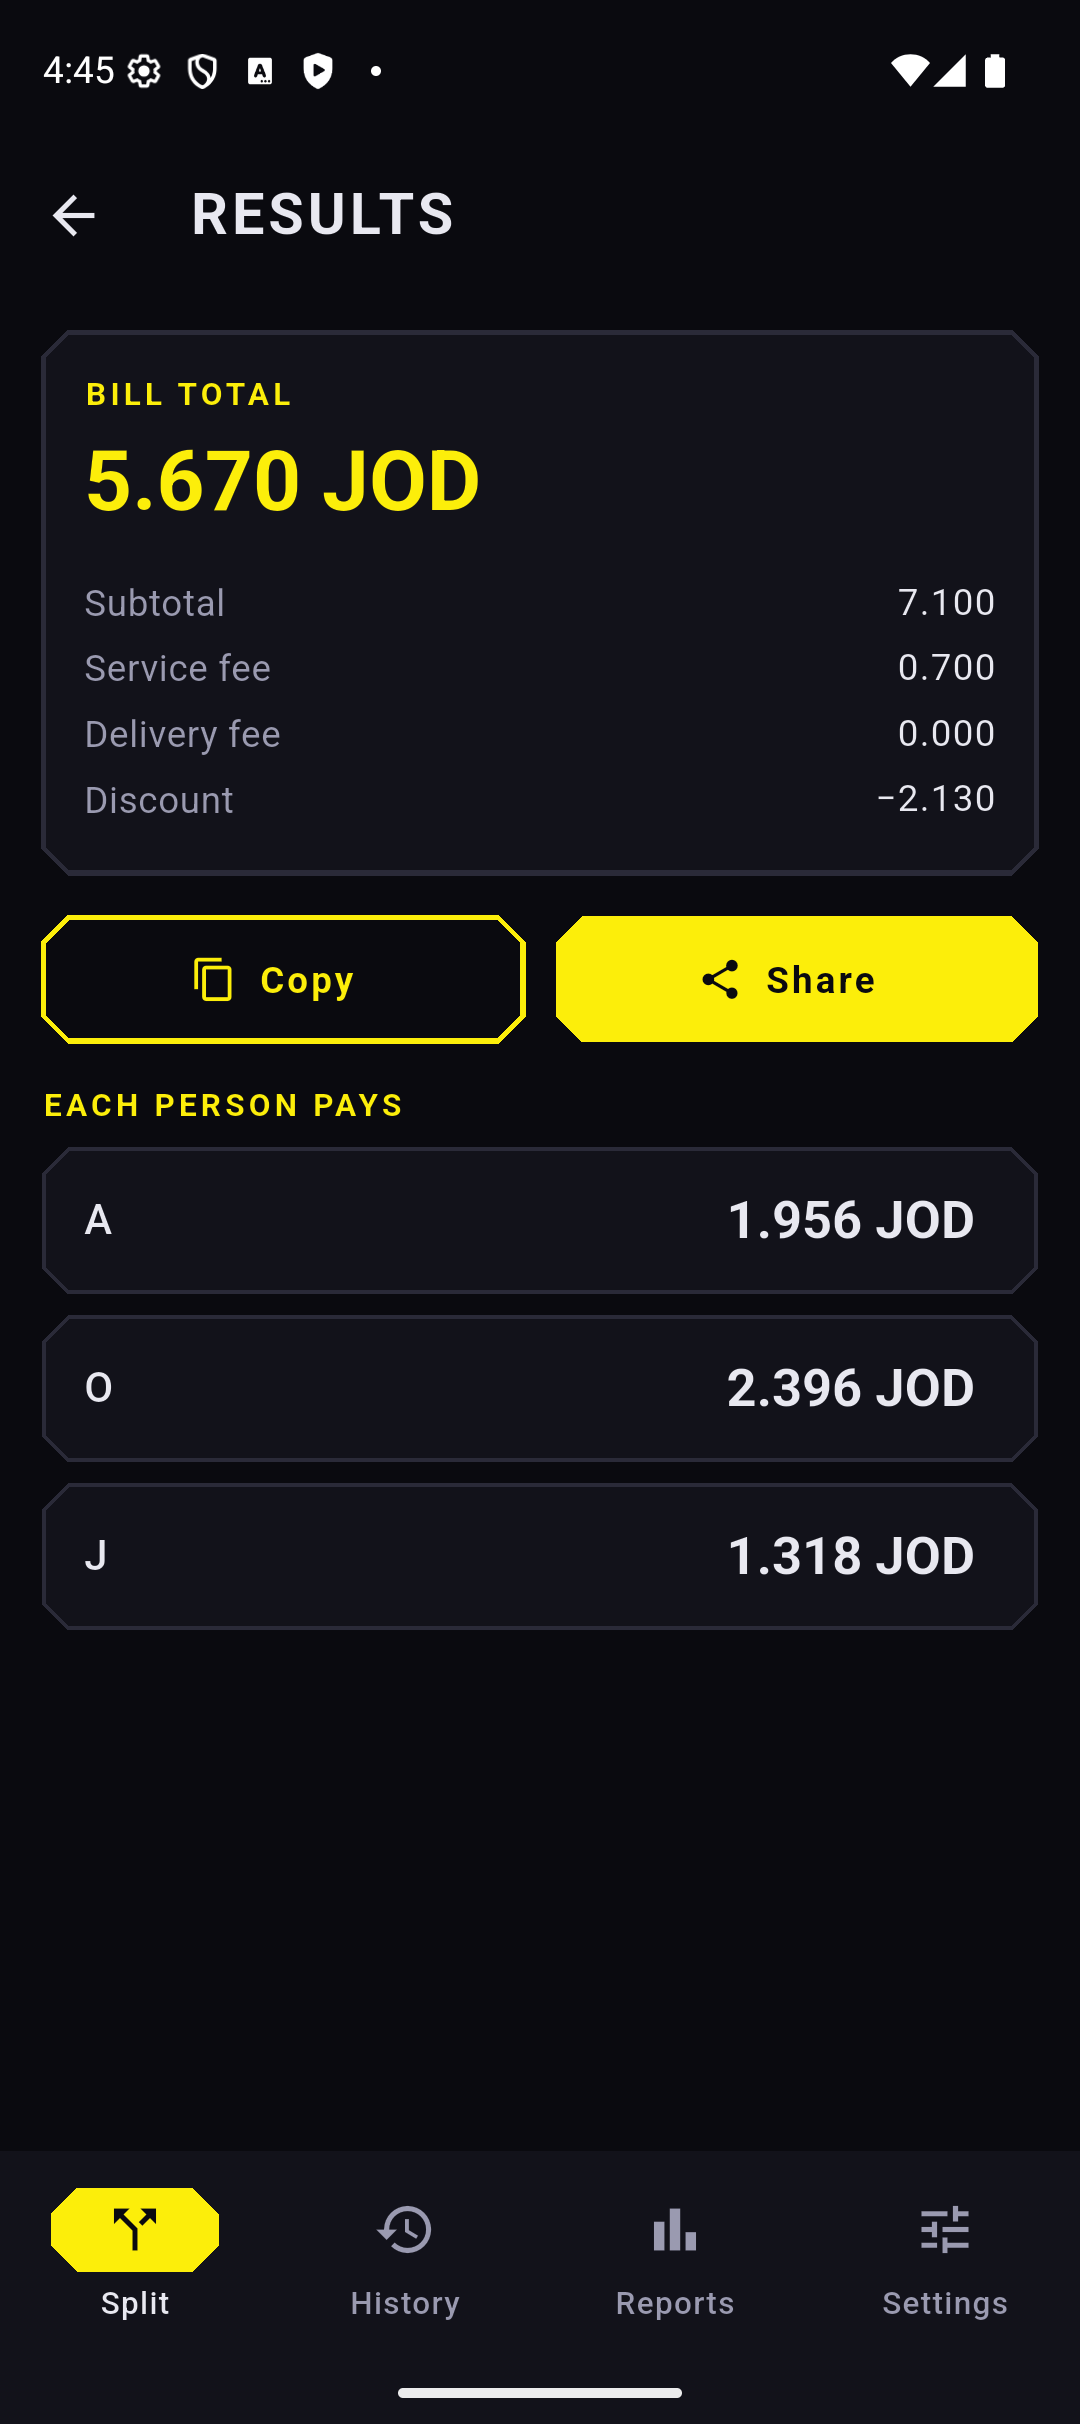 4:45
RESULTS
BILL TOTAL
5.670 JOD
Subtotal 7.100
Service fee 0.700
Delivery fee 0.000
Discount −2.130
Copy Share
EACH PERSON PAYS
A 1.956 JOD
O 2.396 JOD
J 1.318 JOD
Split History Reports Settings